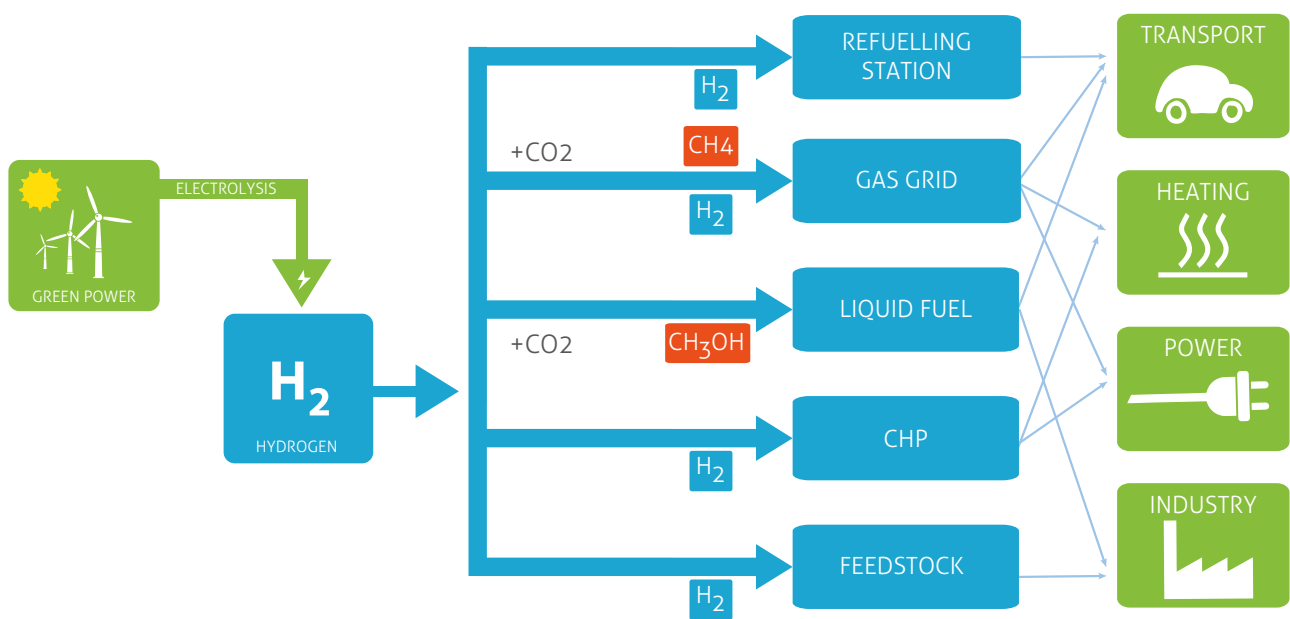 GREEN POWER
ELECTROLYSIS
H2
HYDROGEN
H2
+CO2
CH4
H2
+CO2
CH3OH
H2
H2
REFUELLING
STATION
GAS GRID
LIQUID FUEL
CHP
FEEDSTOCK
TRANSPORT
HEATING
POWER
INDUSTRY